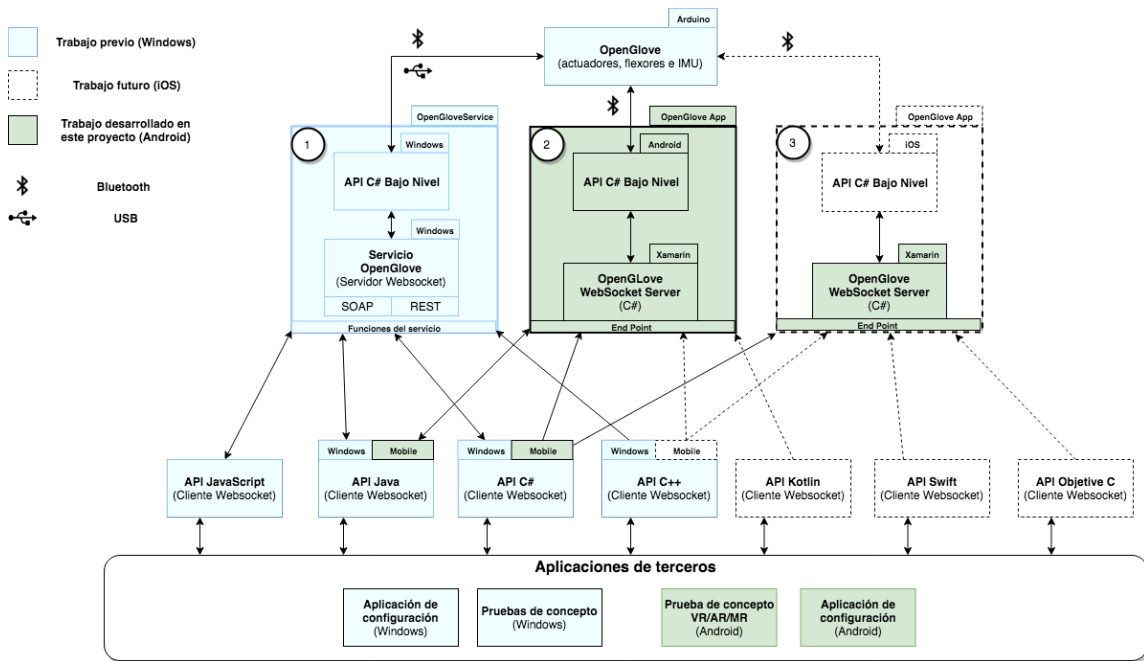 Trabajo previo (Windows)
Trabajo futuro (iOS)
Trabajo desarrollado en
este proyecto (Android)
Bluetooth
USB
Arduino
OpenGlove
(actuadores, flexores e IMU)
OpenGloveService
1
Windows
API C# Bajo Nivel
Windows
Servicio
OpenGlove
(Servidor Websocket)
SOAP
REST
Funciones del servicio
OpenGlove App
2
Android
API C# Bajo Nivel
Xamarin
OpenGLove
WebSocket Server
(C#)
End Point
OpenGlove App
3
iOS
API C# Bajo Nivel
Xamarin
OpenGlove
WebSocket Server
(C#)
End Point
API JavaScript
(Cliente Websocket)
Windows
Mobile
API Java
(Cliente Websocket)
Windows
Mobile
API C#
(Cliente Websocket)
Windows
Mobile
API C++
(Cliente Websocket)
API Kotlin
(Cliente Websocket)
API Swift
(Cliente Websocket)
API Objetive C
(Cliente Websocket)
Aplicaciones de terceros
Aplicación de
configuración
(Windows)
Pruebas de concepto
(Windows)
Prueba de concepto
VR/AR/MR
(Android)
Aplicación de
configuración
(Android)